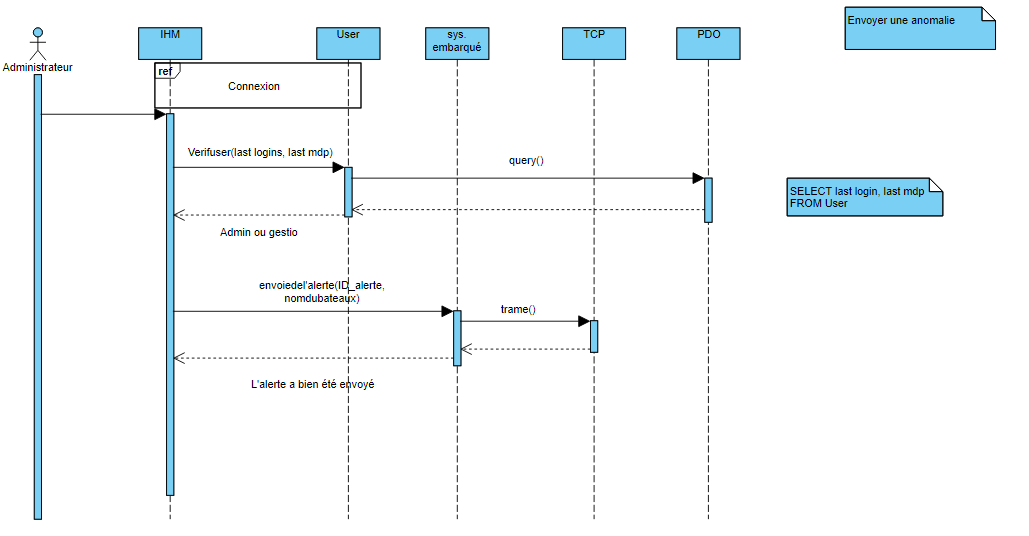 Envoyer une anomalie
IHM
User
sys.
embarqué
TCP
PDO
Administrateur
ref
Connexion
Verifuser(last logins, last mdp)
query()
SELECT last login, last mdp
FROM User
Admin ou gestio
envoiedel'alerte(ID_alerte,
nomdubateaux)
trame()
L'alerte a bien été envoyé